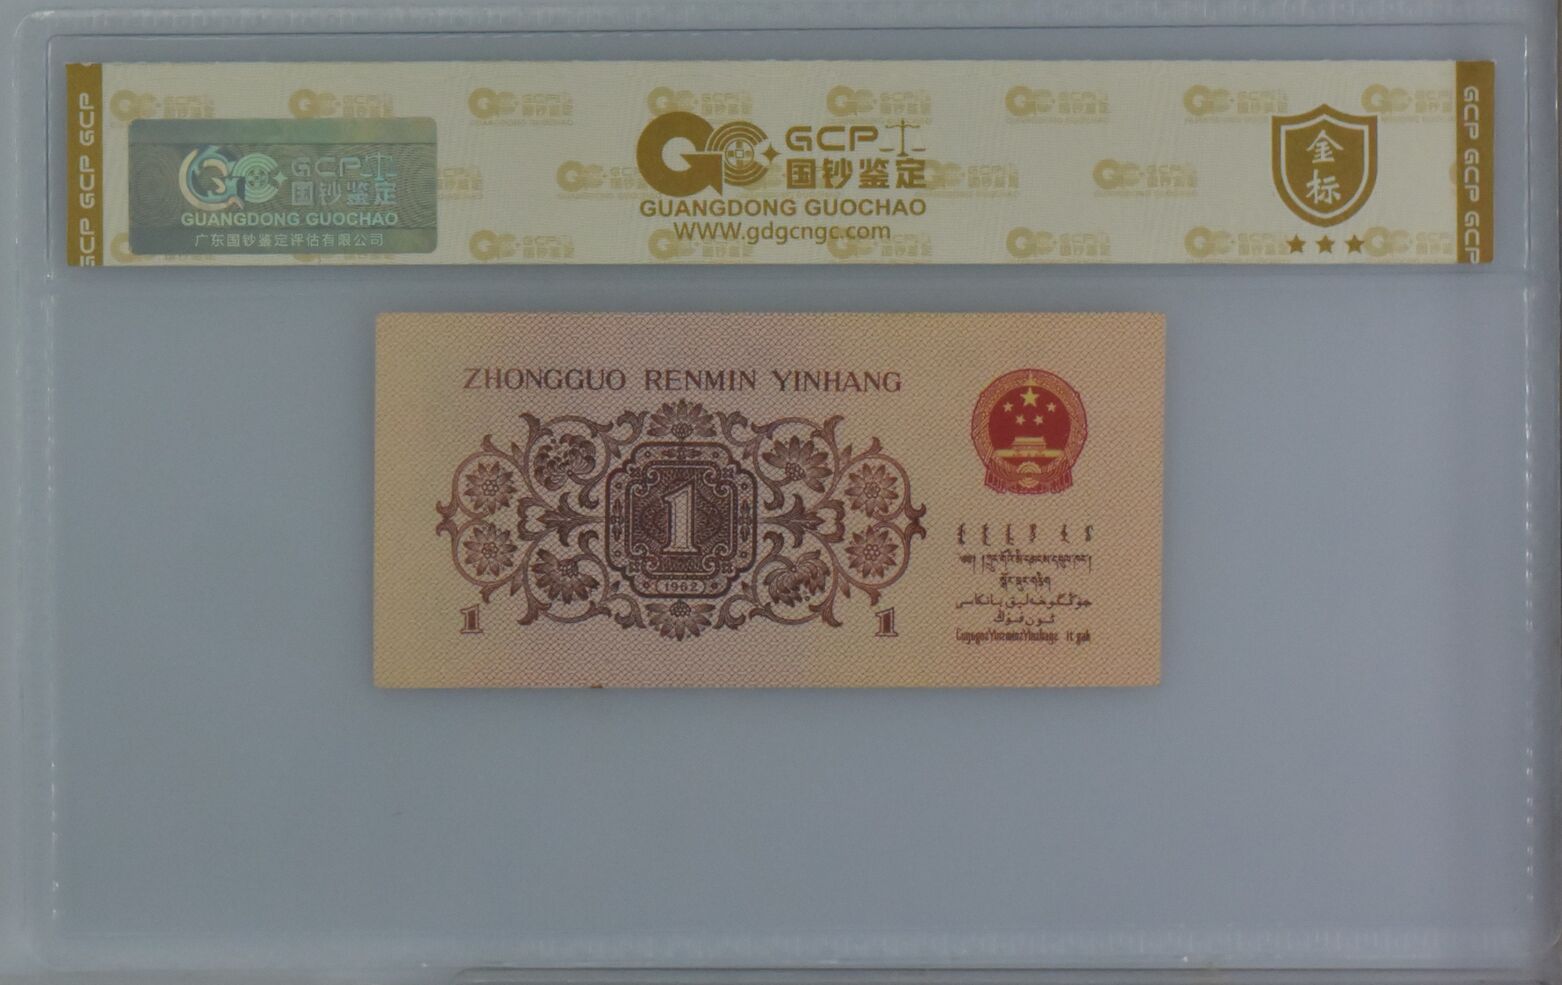 GCP GCP GCP
GCP
国钞鉴定
GUANGDONG GUOCHAO
广东国钞鉴定评估有限公司
GCP
国钞鉴定
GUANGDONG GUOCHAO
WWW.gdgcngc.com
金标
GCP GCP GCP
ZHONGGUO RENMIN YINHANG
1
1962
1
1